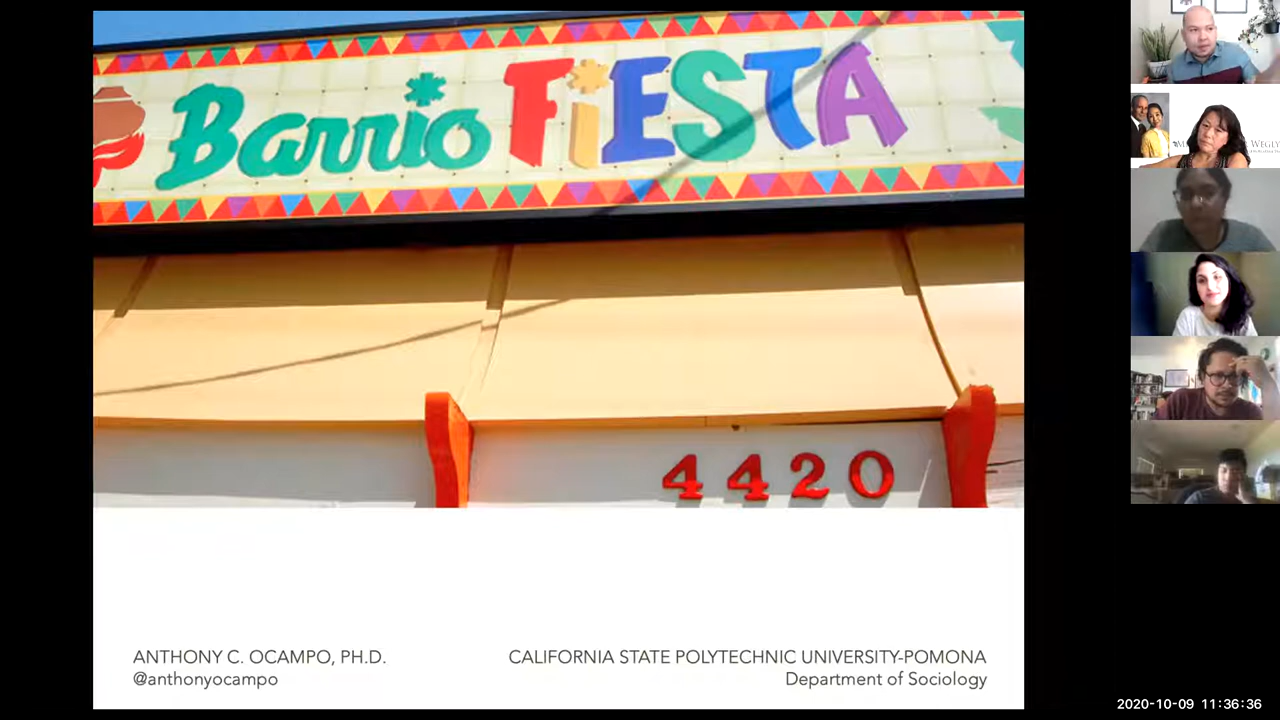 Barrio FiESTA
4420
ANTHONY C. OCAMPO, PH.D.
@anthonyocampo
CALIFORNIA STATE POLYTECHNIC UNIVERSITY-POMONA
Department of Sociology
2020-10-09 11:36:36